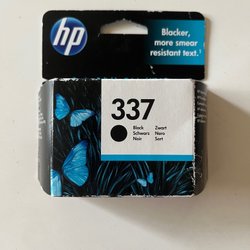 hp
Blacker,
more smear
resistant text.¹
337
Black Zwart
Schwarz Nero
Noir Sort